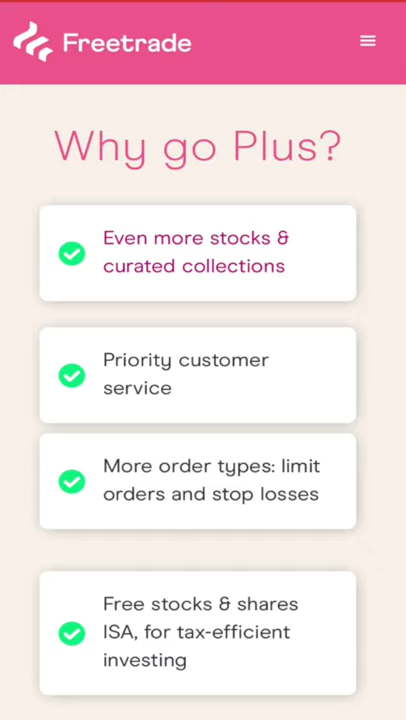 Freetrade
Why go Plus?
Even more stocks &
curated collections
Priority customer
service
More order types: limit
orders and stop losses
Free stocks & shares
ISA, for tax-efficient
investing